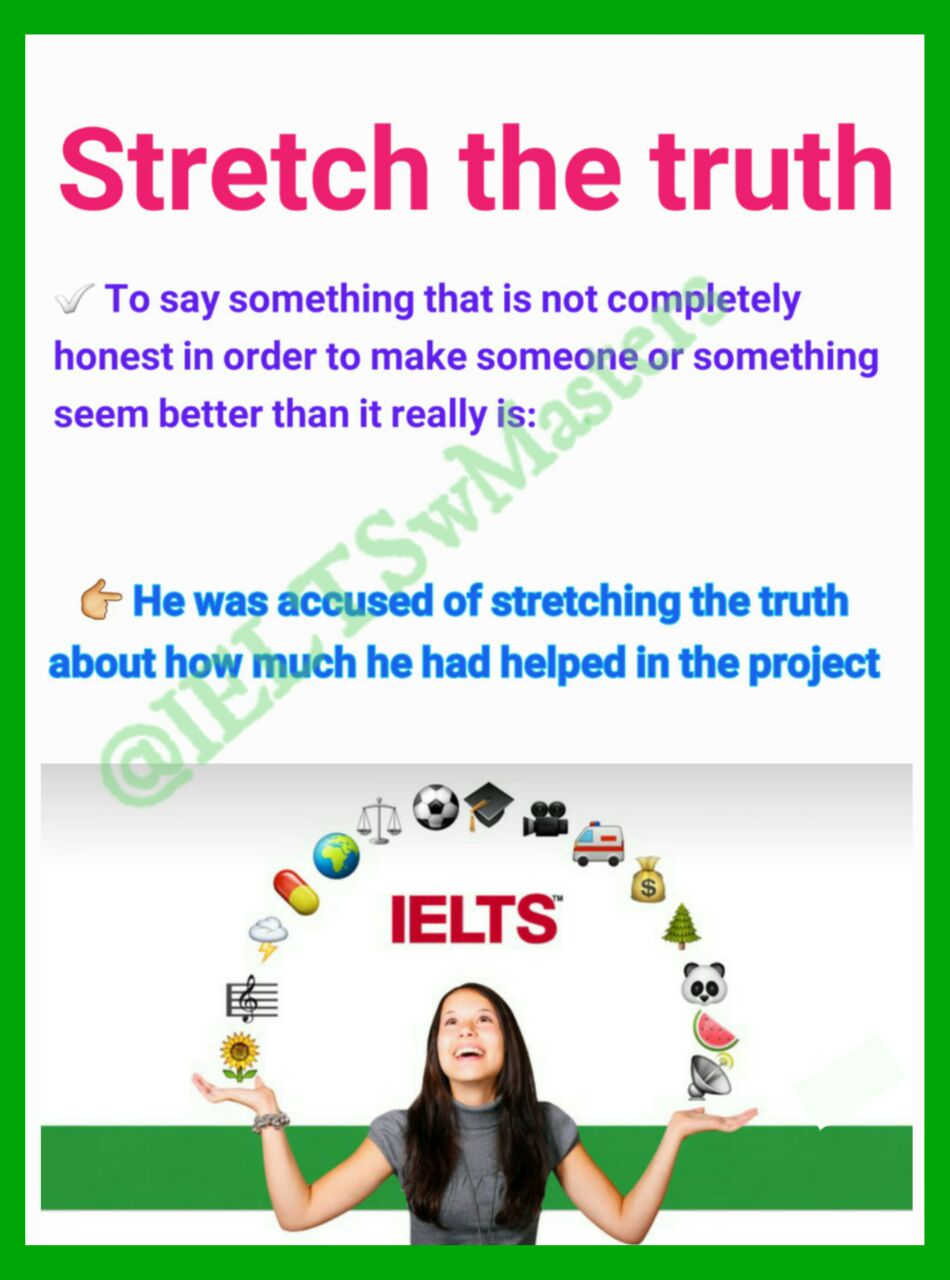 Stretch the truth
To say something that is not completely
honest in order to make someone or something
seem better than it really is:
He was accused of stretching the truth
about how much he had helped in the project
@IELTSwMasters
IELTS™